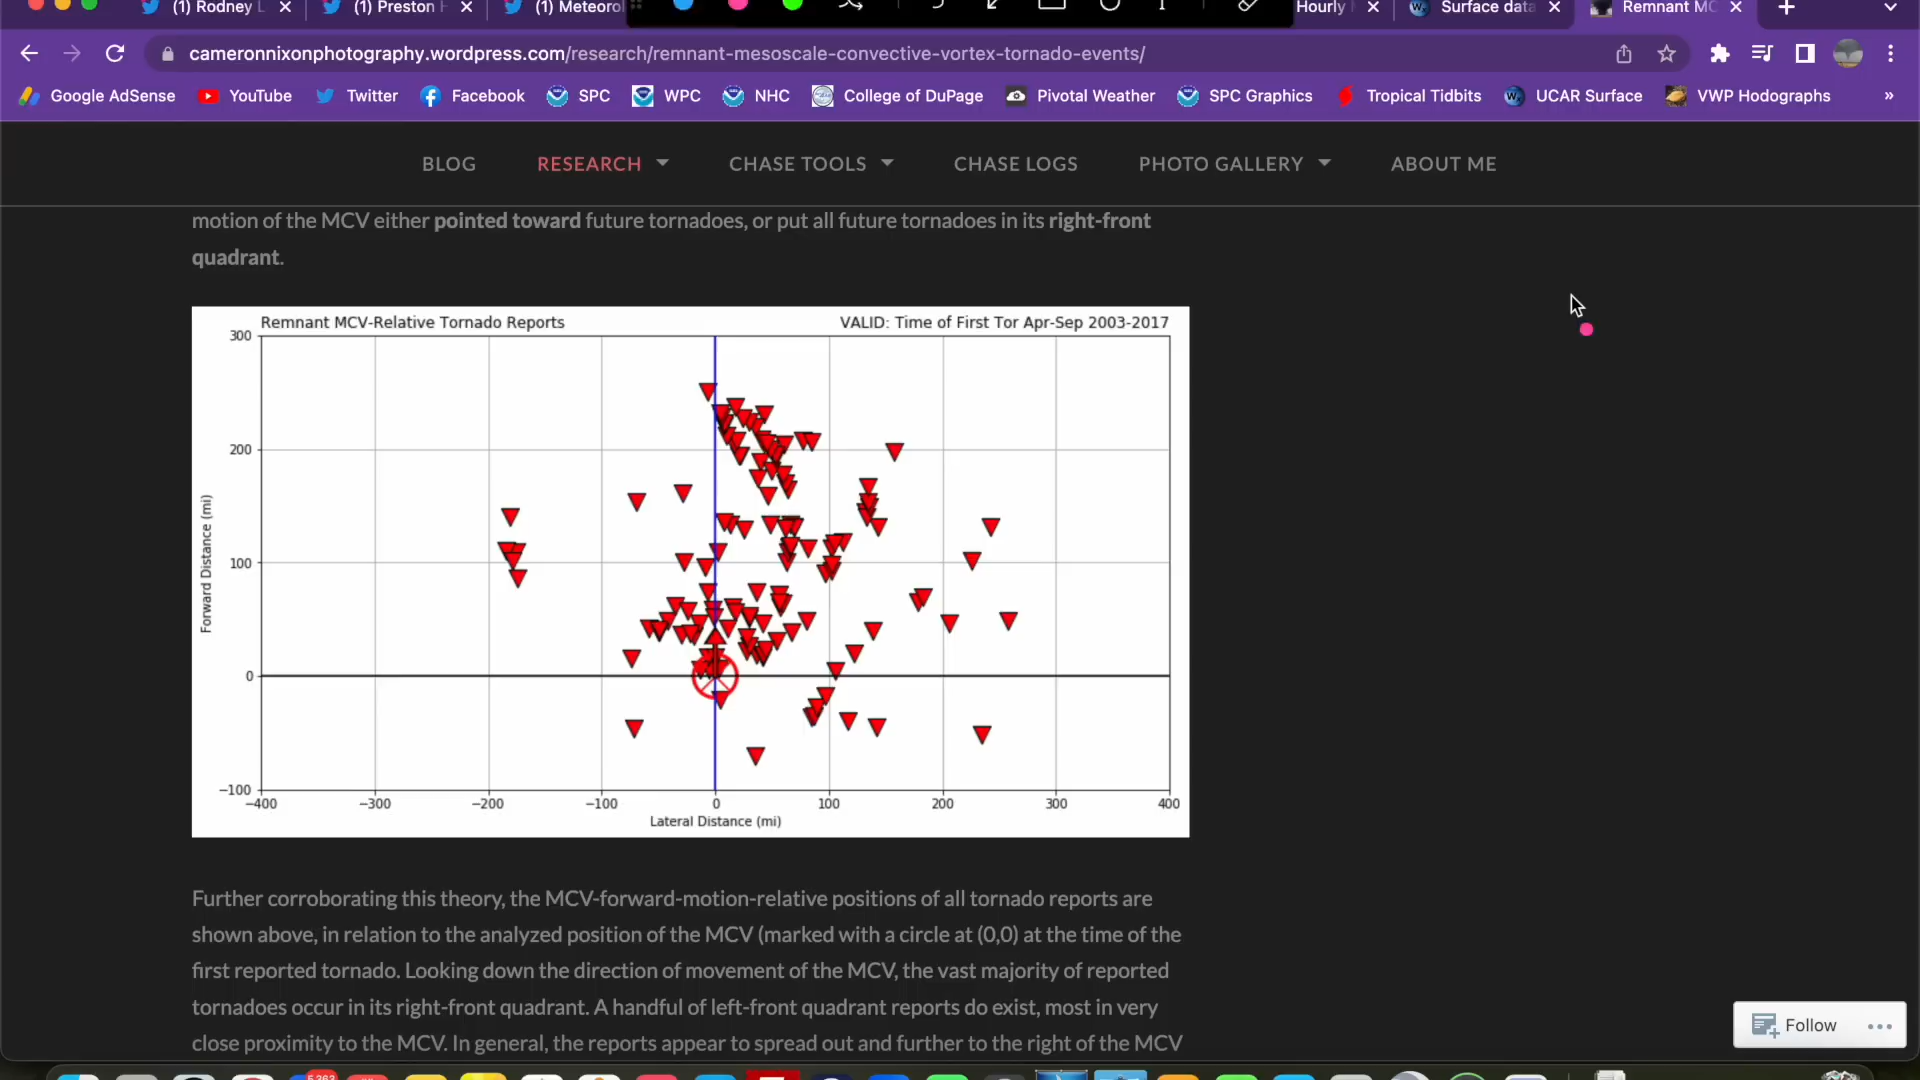 (1) Rodney
(1) Preston
(1) Meteorol
Hourly
Surface data
Remnant MC
cameronnixonphotography.wordpress.com/research/remnant-mesoscale-convective-vortex-tornado-events/
Google AdSense YouTube Twitter Facebook SPC WPC NHC College of DuPage Pivotal Weather SPC Graphics Tropical Tidbits UCAR Surface VWP Hodographs »
BLOG RESEARCH CHASE TOOLS CHASE LOGS PHOTO GALLERY ABOUT ME
motion of the MCV either pointed toward future tornadoes, or put all future tornadoes in its right-front
quadrant.
Remnant MCV-Relative Tornado Reports VALID: Time of First Tor Apr-Sep 2003-2017
300
200
100
0
−100
Forward Distance (mi)
−400 −300 −200 −100 0 100 200 300 400
Lateral Distance (mi)
Further corroborating this theory, the MCV-forward-motion-relative positions of all tornado reports are
shown above, in relation to the analyzed position of the MCV (marked with a circle at (0,0) at the time of the
first reported tornado. Looking down the direction of movement of the MCV, the vast majority of reported
tornadoes occur in its right-front quadrant. A handful of left-front quadrant reports do exist, most in very
close proximity to the MCV. In general, the reports appear to spread out and further to the right of the MCV
Follow
5,363